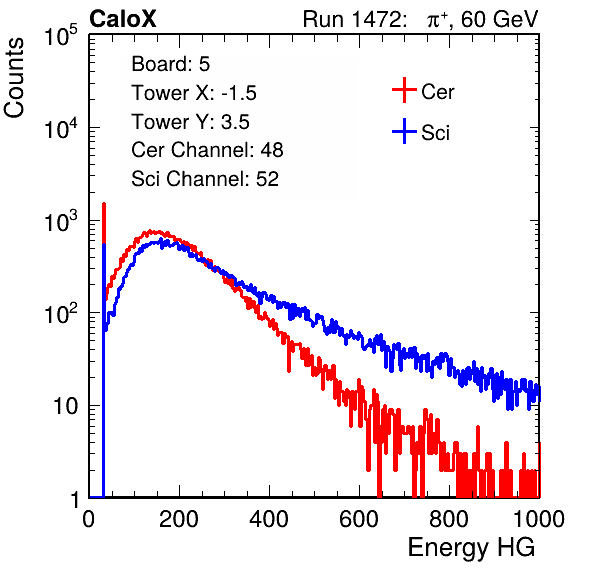 CaloX Run 1472: π⁺, 60 GeV
Counts
Board: 5
Tower X: -1.5
Tower Y: 3.5
Cer Channel: 48
Sci Channel: 52
Cer
Sci
10⁵
10⁴
10³
10²
10
1
0 200 400 600 800 1000
Energy HG